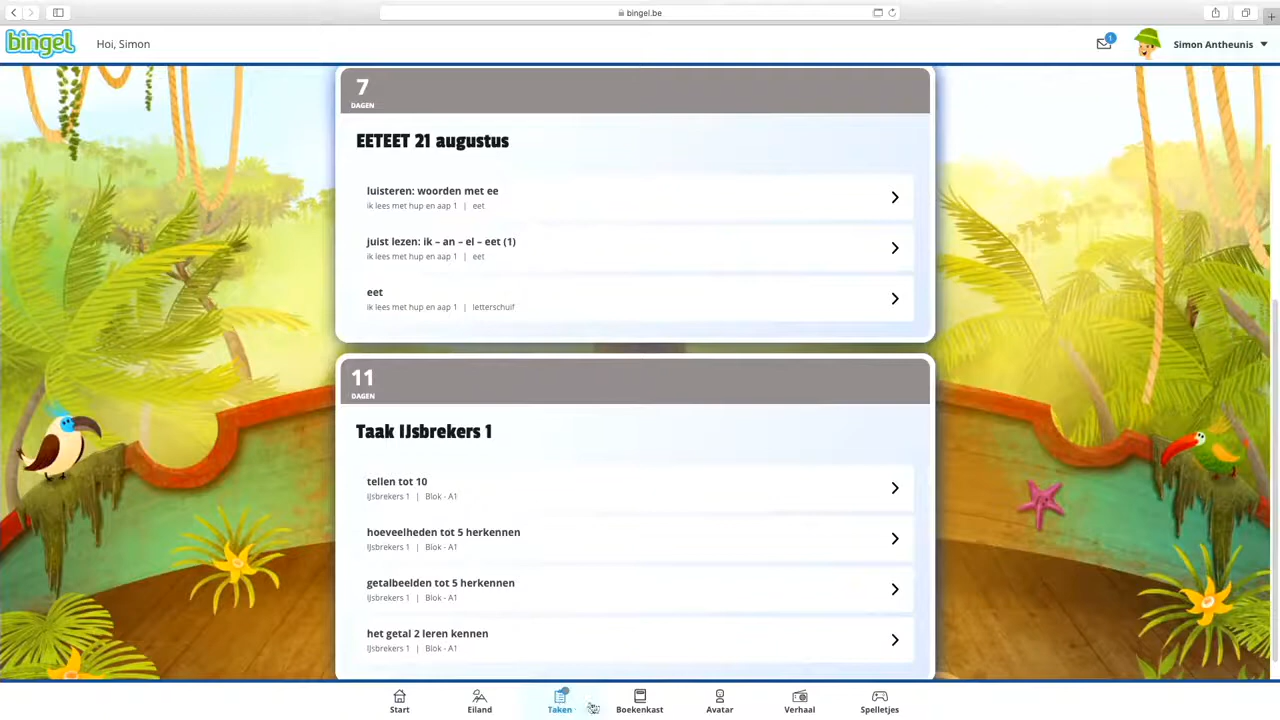 bingel.be
bingel
Hoi, Simon
1
Simon Antheunis
7
DAGEN
EETEET 21 augustus
luisteren: woorden met ee
ik lees met hup en aap 1 | eet
juist lezen: ik – an – el – eet (1)
ik lees met hup en aap 1 | eet
eet
ik lees met hup en aap 1 | letterschuif
11
DAGEN
Taak IJsbrekers 1
tellen tot 10
IJsbrekers 1 | Blok - A1
hoeveelheden tot 5 herkennen
IJsbrekers 1 | Blok - A1
getalbeelden tot 5 herkennen
IJsbrekers 1 | Blok - A1
het getal 2 leren kennen
IJsbrekers 1 | Blok - A1
Start
Eiland
Taken
Boekenkast
Avatar
Verhaal
Spelletjes